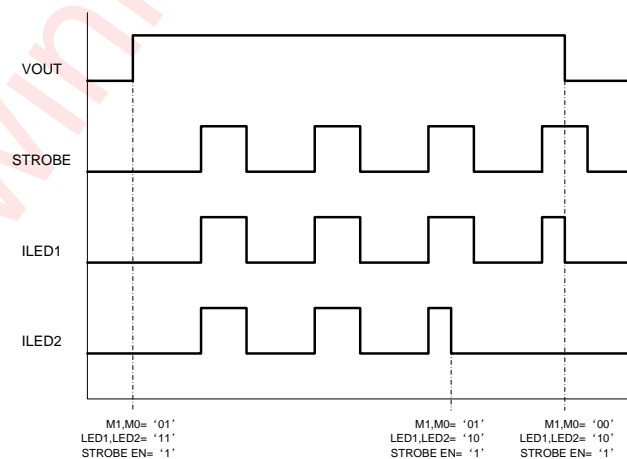 VOUT
STROBE
ILED1
ILED2
M1,M0= ‘01’
LED1,LED2= ‘11’
STROBE EN= ‘1’
M1,M0= ‘01’
LED1,LED2= ‘10’
STROBE EN= ‘1’
M1,M0= ‘00’
LED1,LED2= ‘10’
STROBE EN= ‘1’